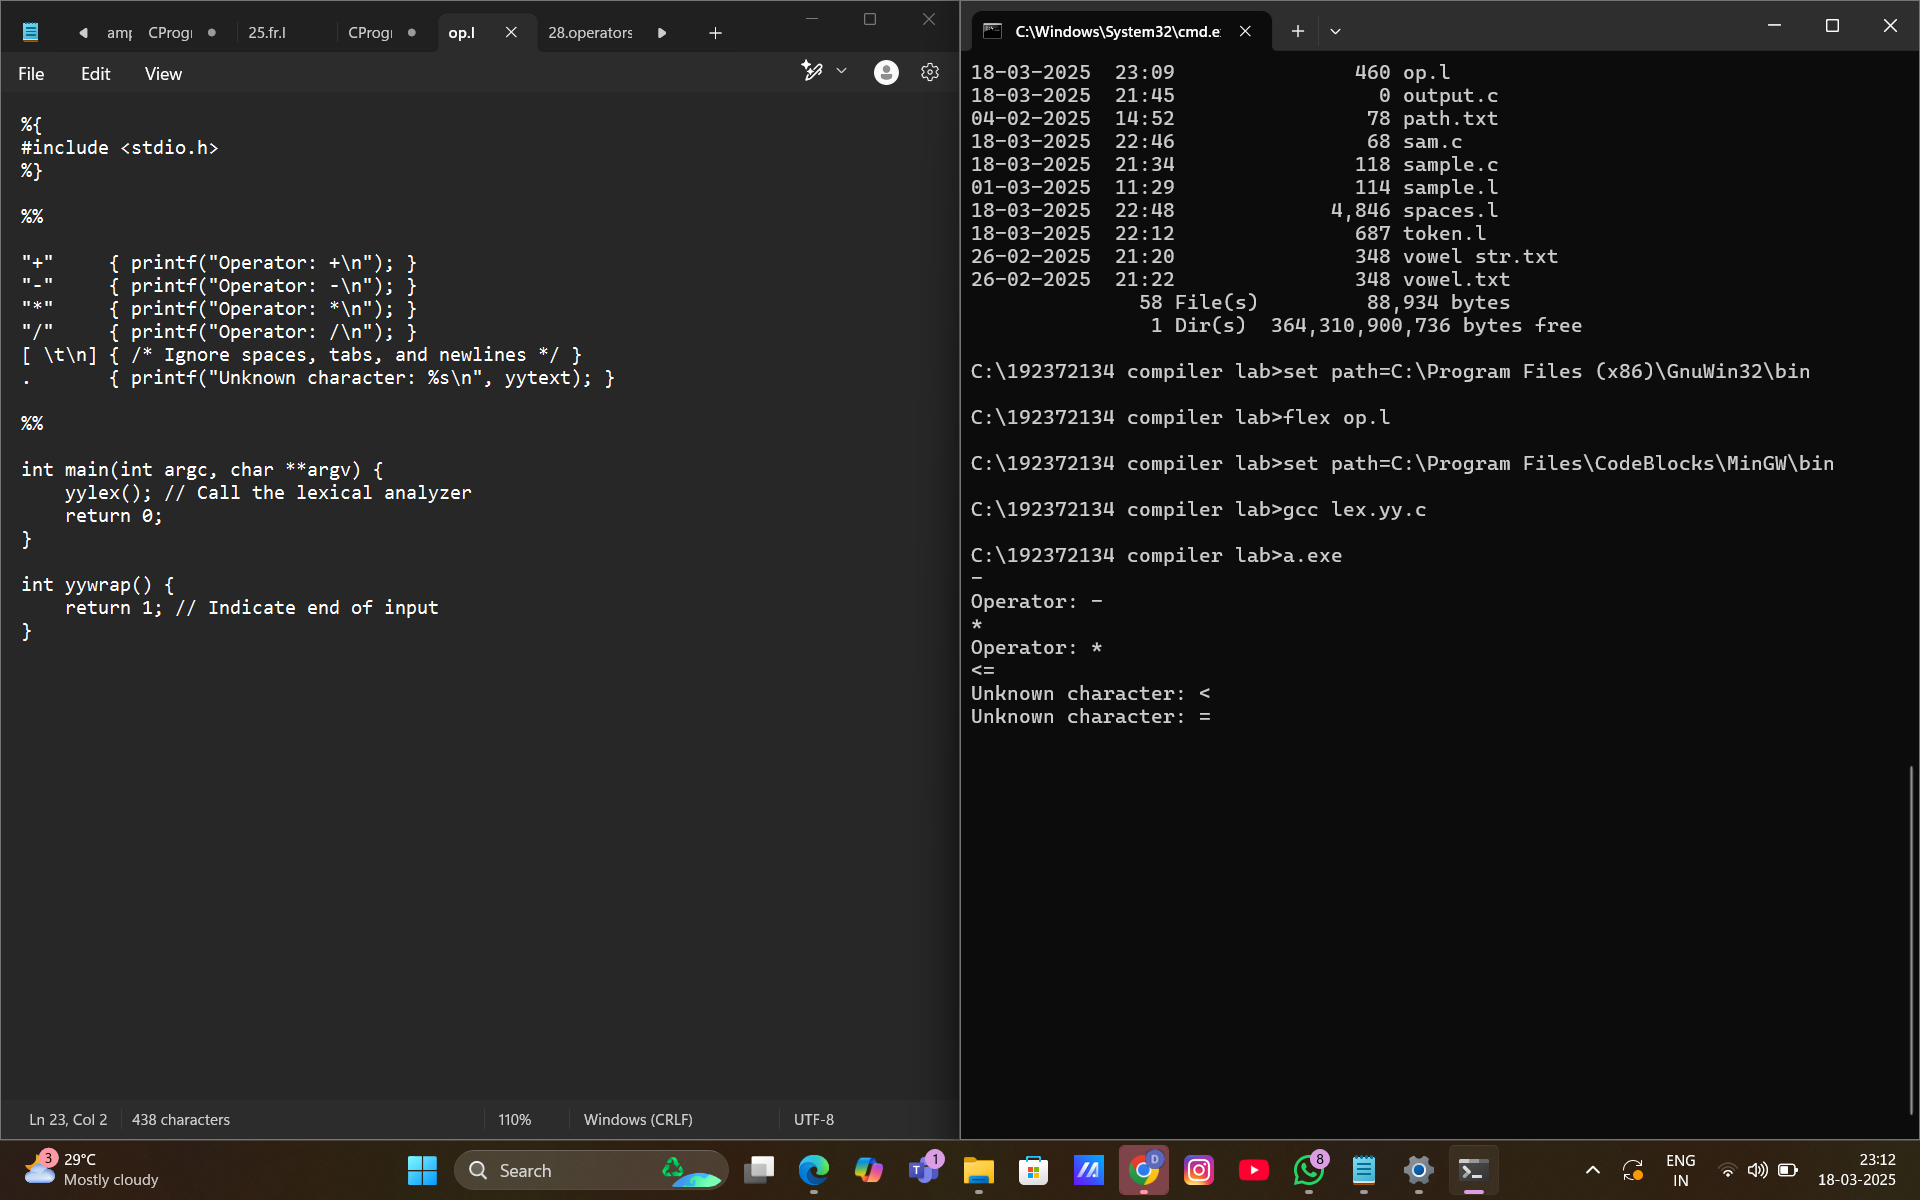 amp CProgr 25.fr.l CProgr op.l 28.operators
File Edit View
%{
#include <stdio.h>
%}
%%
"+" { printf("Operator: +\n"); }
"-" { printf("Operator: -\n"); }
"*" { printf("Operator: *\n"); }
"/" { printf("Operator: /\n"); }
[ \t\n] { /* Ignore spaces, tabs, and newlines */ }
. { printf("Unknown character: %s\n", yytext); }
%%
int main(int argc, char **argv) {
yylex(); // Call the lexical analyzer
return 0;
}
int yywrap() {
return 1; // Indicate end of input
}
Ln 23, Col 2 438 characters 110% Windows (CRLF) UTF-8
C:\Windows\System32\cmd.e
18-03-2025 23:09 460 op.l
18-03-2025 21:45 0 output.c
04-02-2025 14:52 78 path.txt
18-03-2025 22:46 68 sam.c
18-03-2025 21:34 118 sample.c
01-03-2025 11:29 114 sample.l
18-03-2025 22:48 4,846 spaces.l
18-03-2025 22:12 687 token.l
26-02-2025 21:20 348 vowel str.txt
26-02-2025 21:22 348 vowel.txt
58 File(s) 88,934 bytes
1 Dir(s) 364,310,900,736 bytes free
C:\192372134 compiler lab>set path=C:\Program Files (x86)\GnuWin32\bin
C:\192372134 compiler lab>flex op.l
C:\192372134 compiler lab>set path=C:\Program Files\CodeBlocks\MinGW\bin
C:\192372134 compiler lab>gcc lex.yy.c
C:\192372134 compiler lab>a.exe
-
Operator: -
*
Operator: *
<=
Unknown character: <
Unknown character: =
3 29°C
Mostly cloudy
Search
T 1
D
8
ENG
IN
23:12
18-03-2025